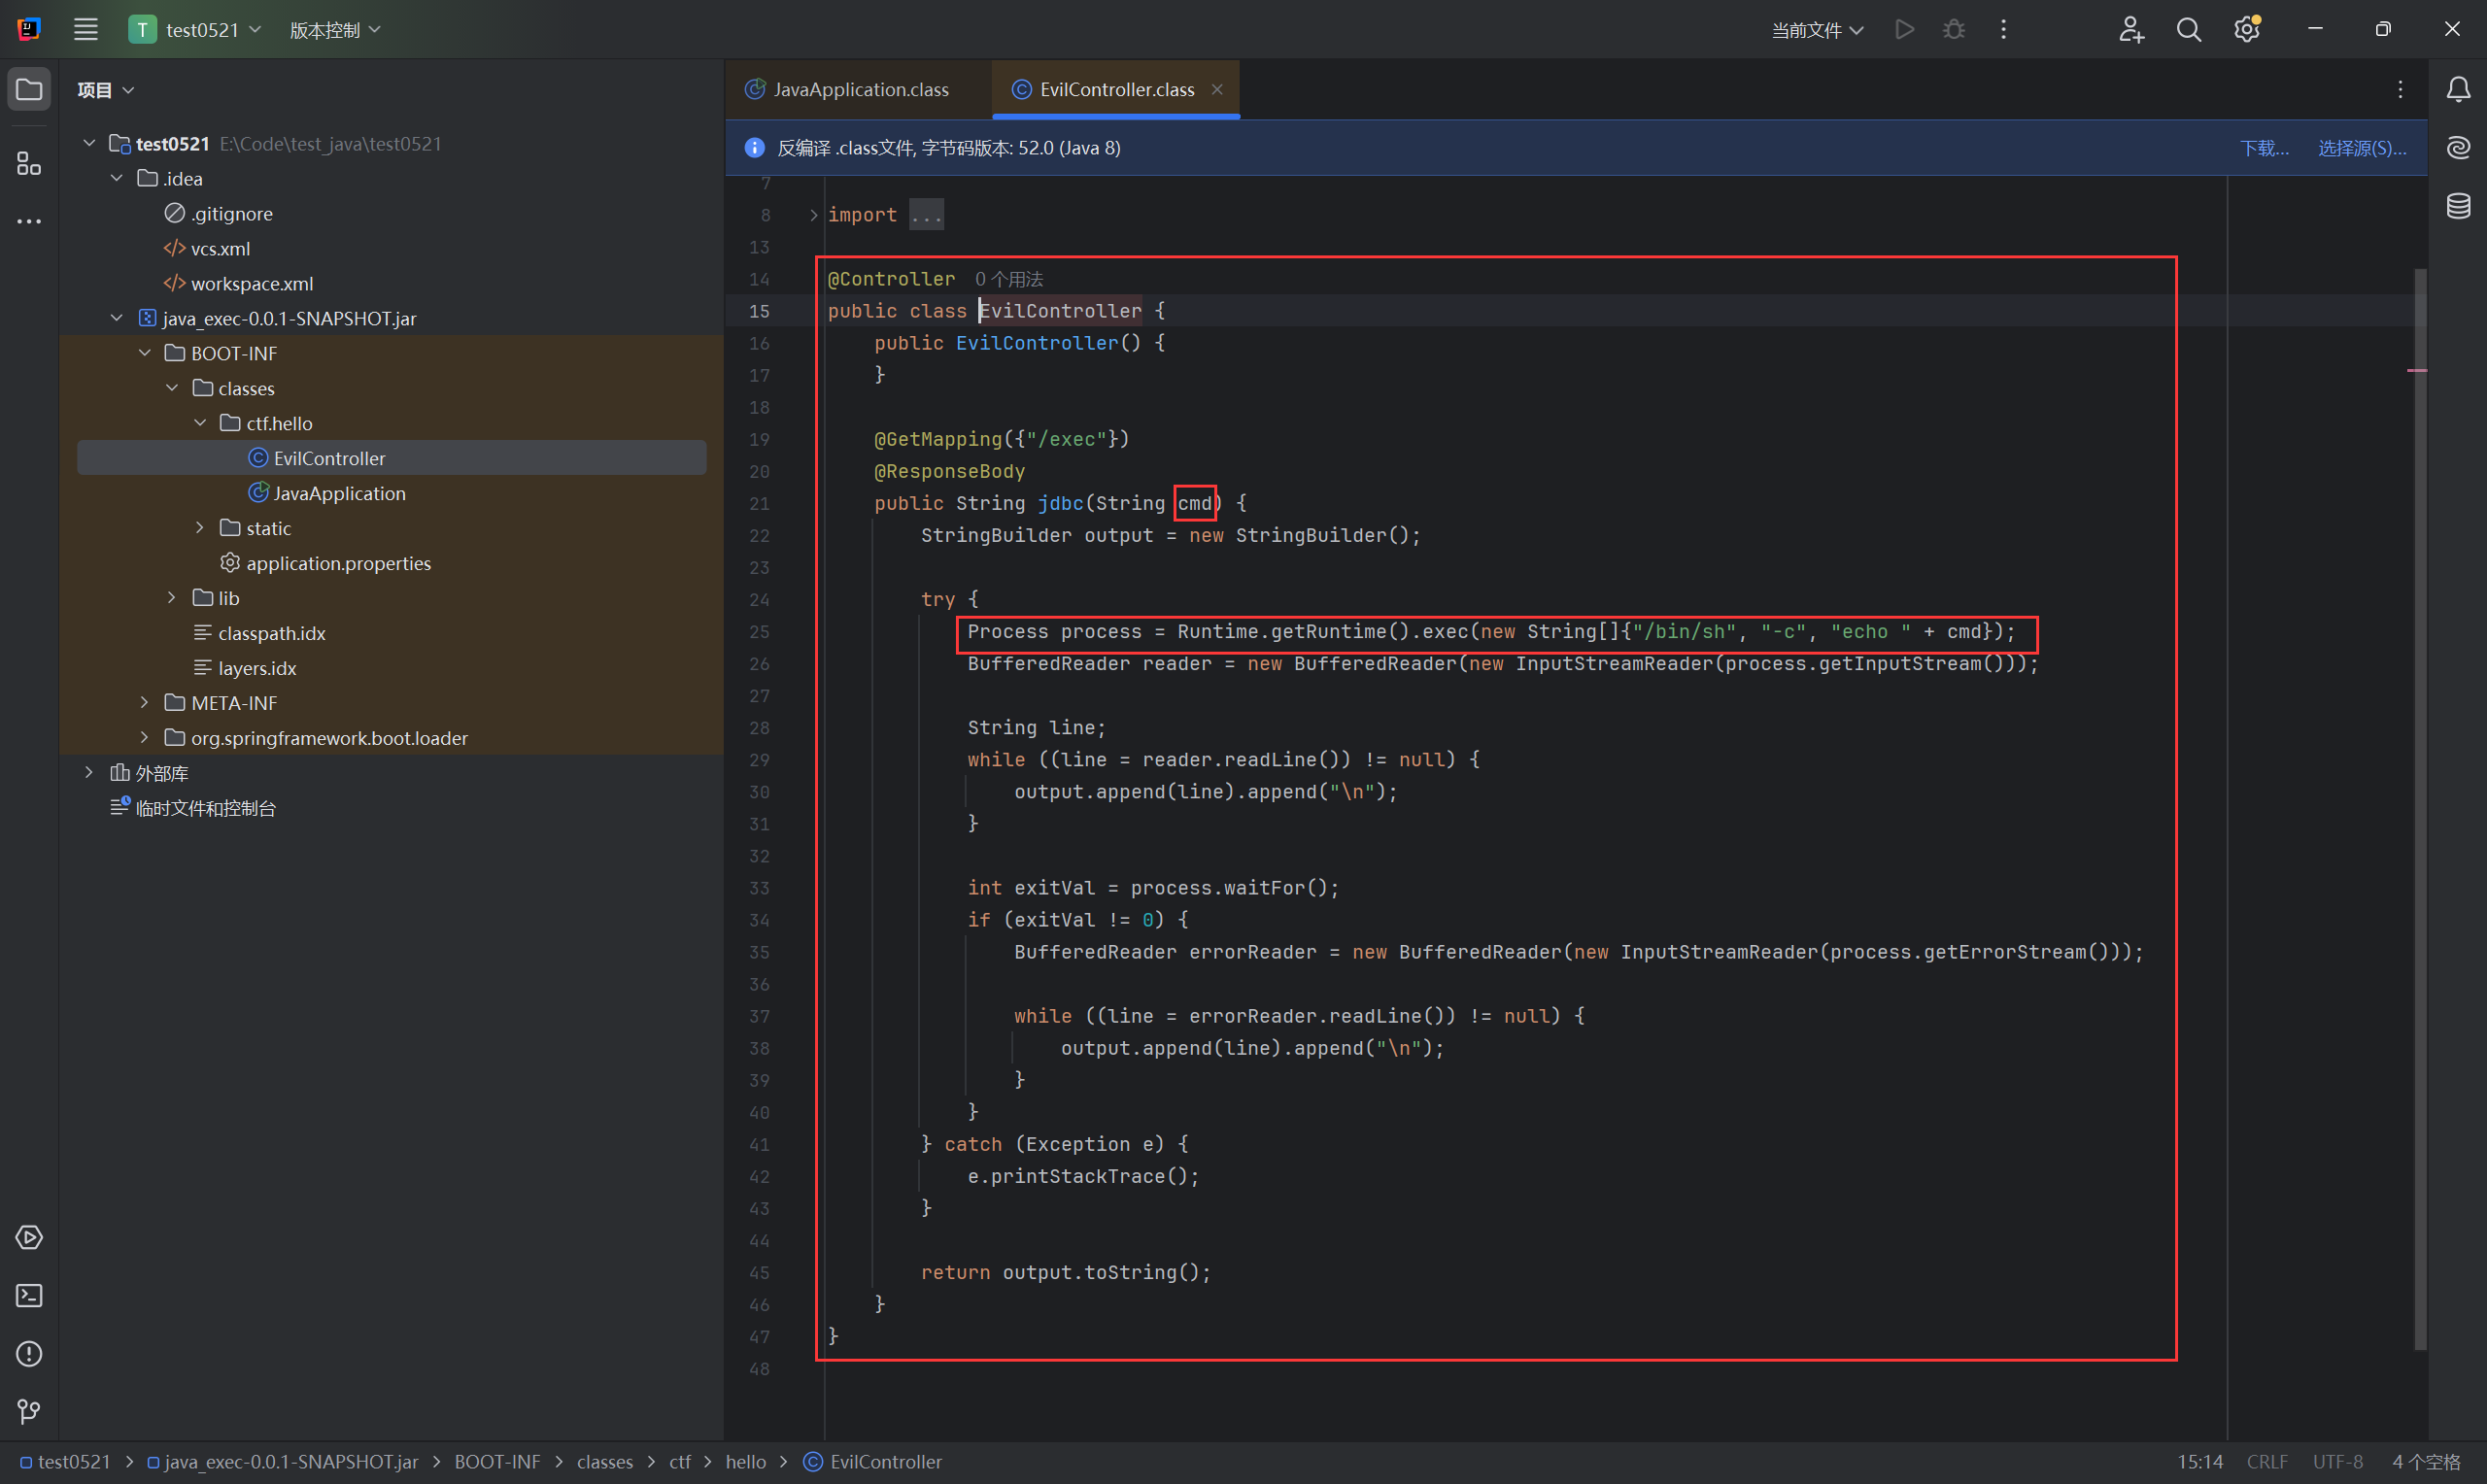 T test0521 版本控制 当前文件
项目
test0521 E:\Code\test_java\test0521
.idea
.gitignore
vcs.xml
workspace.xml
java_exec-0.0.1-SNAPSHOT.jar
BOOT-INF
classes
ctf.hello
EvilController
JavaApplication
static
application.properties
lib
classpath.idx
layers.idx
META-INF
org.springframework.boot.loader
外部库
临时文件和控制台
JavaApplication.class EvilController.class
反编译 .class文件, 字节码版本: 52.0 (Java 8) 下载... 选择源(S)...
7
8 import ...
13
14 @Controller 0 个用法
15 public class EvilController {
16 public EvilController() {
17 }
18
19 @GetMapping({"/exec"})
20 @ResponseBody
21 public String jdbc(String cmd) {
22 StringBuilder output = new StringBuilder();
23
24 try {
25 Process process = Runtime.getRuntime().exec(new String[]{"/bin/sh", "-c", "echo " + cmd});
26 BufferedReader reader = new BufferedReader(new InputStreamReader(process.getInputStream()));
27
28 String line;
29 while ((line = reader.readLine()) != null) {
30 output.append(line).append("\n");
31 }
32
33 int exitVal = process.waitFor();
34 if (exitVal != 0) {
35 BufferedReader errorReader = new BufferedReader(new InputStreamReader(process.getErrorStream()));
36
37 while ((line = errorReader.readLine()) != null) {
38 output.append(line).append("\n");
39 }
40 }
41 } catch (Exception e) {
42 e.printStackTrace();
43 }
44
45 return output.toString();
46 }
47 }
48
test0521 > java_exec-0.0.1-SNAPSHOT.jar > BOOT-INF > classes > ctf > hello > EvilController 15:14 CRLF UTF-8 4 个空格